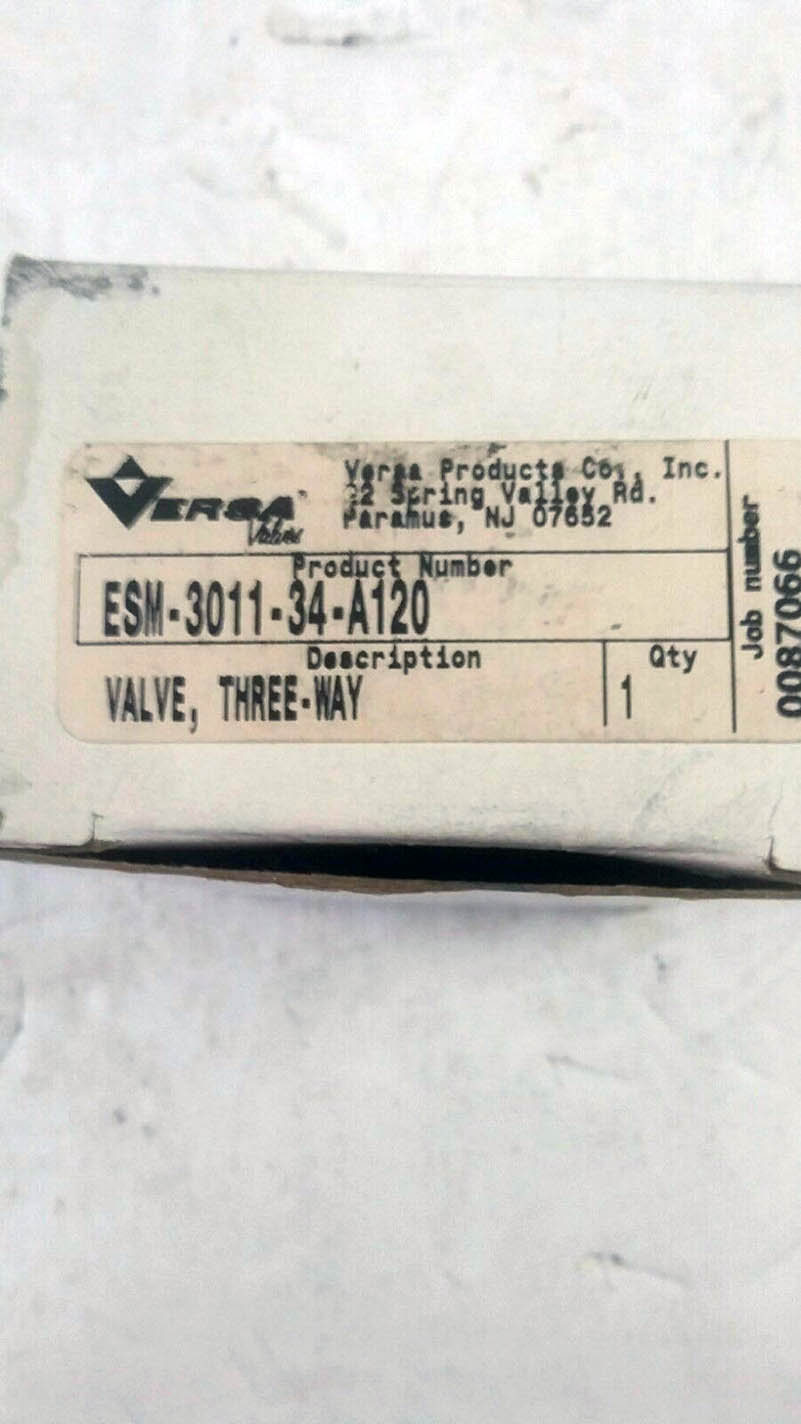 VERSA
Valves
Versa Products Co., Inc.
22 Spring Valley Rd.
Paramus, NJ 07652
Product Number
ESM-3011-34-A120
Description
Qty
VALVE, THREE-WAY
1
Job number
0087066